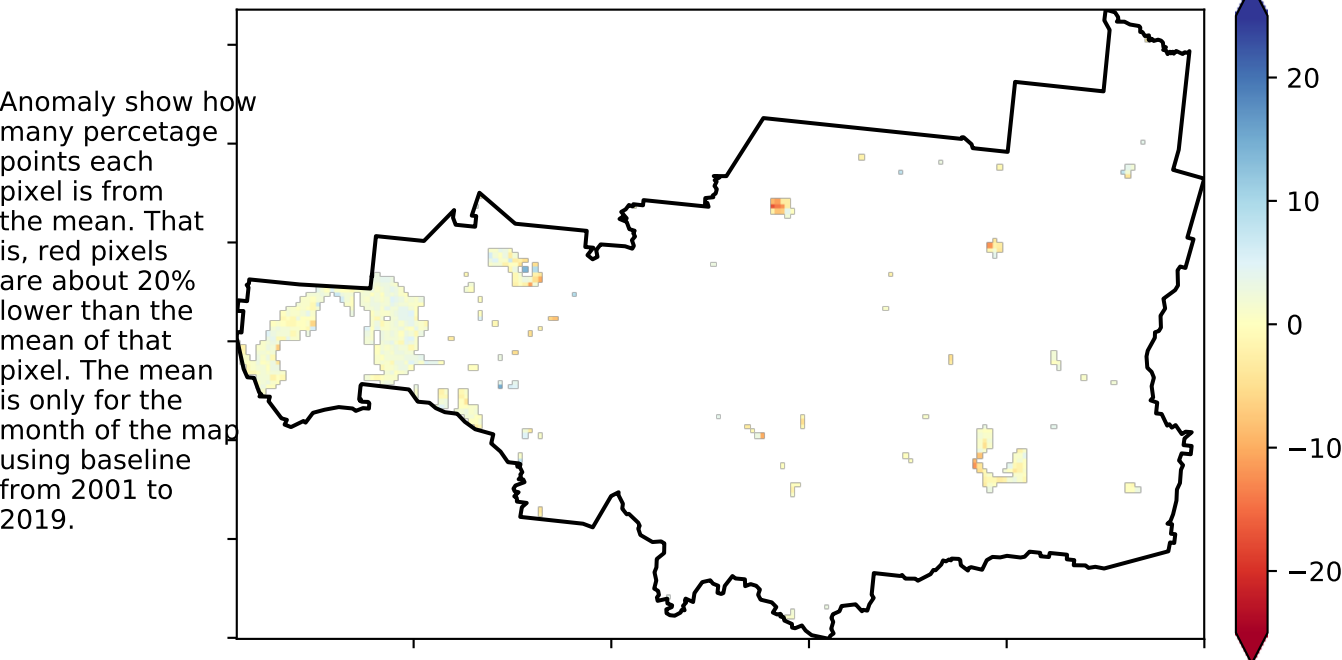 Anomaly show how
many percetage
points each
pixel is from
the mean. That
is, red pixels
are about 20%
lower than the
mean of that
pixel. The mean
is only for the
month of the map
using baseline
from 2001 to
2019.
20
10
0
−10
−20